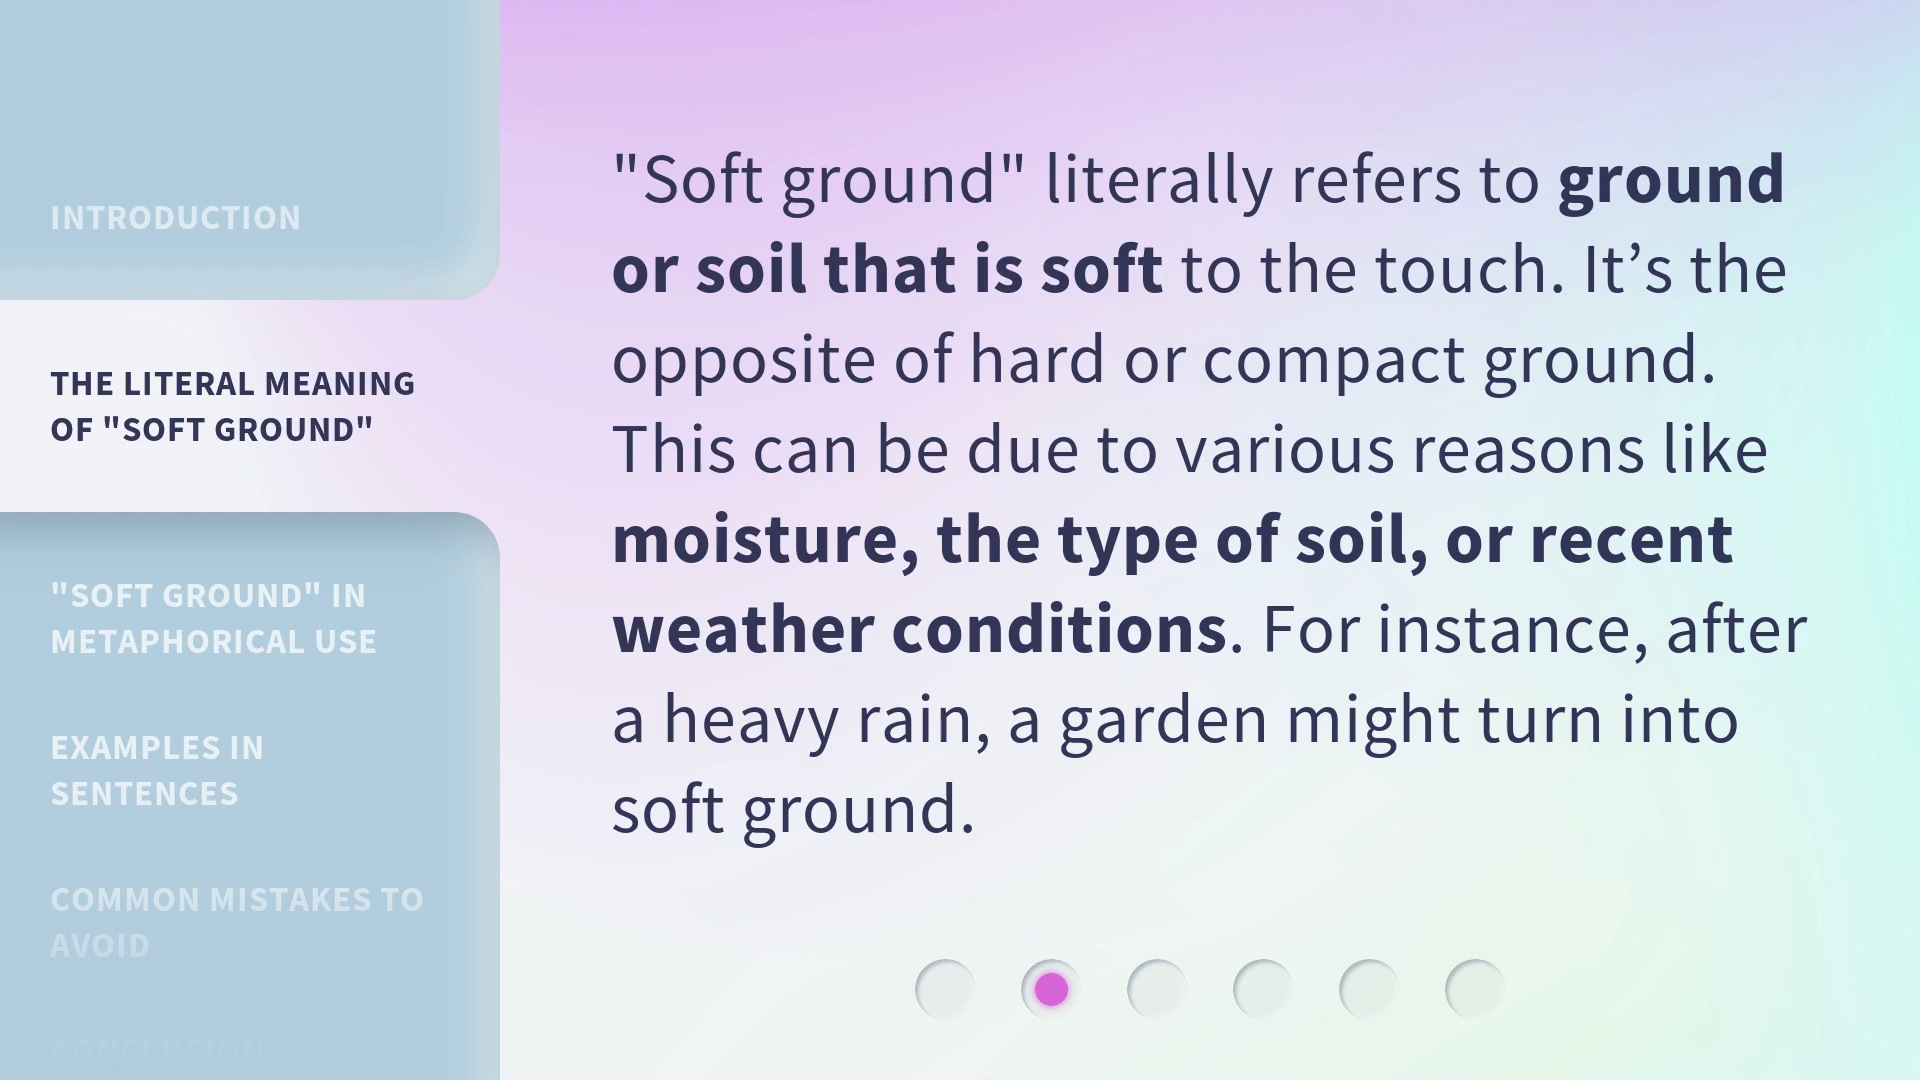 INTRODUCTION
THE LITERAL MEANING
OF "SOFT GROUND"
"SOFT GROUND" IN
METAPHORICAL USE
EXAMPLES IN
SENTENCES
COMMON MISTAKES TO
AVOID
CONCLUSION
"Soft ground" literally refers to ground
or soil that is soft to the touch. It’s the
opposite of hard or compact ground.
This can be due to various reasons like
moisture, the type of soil, or recent
weather conditions. For instance, after
a heavy rain, a garden might turn into
soft ground.